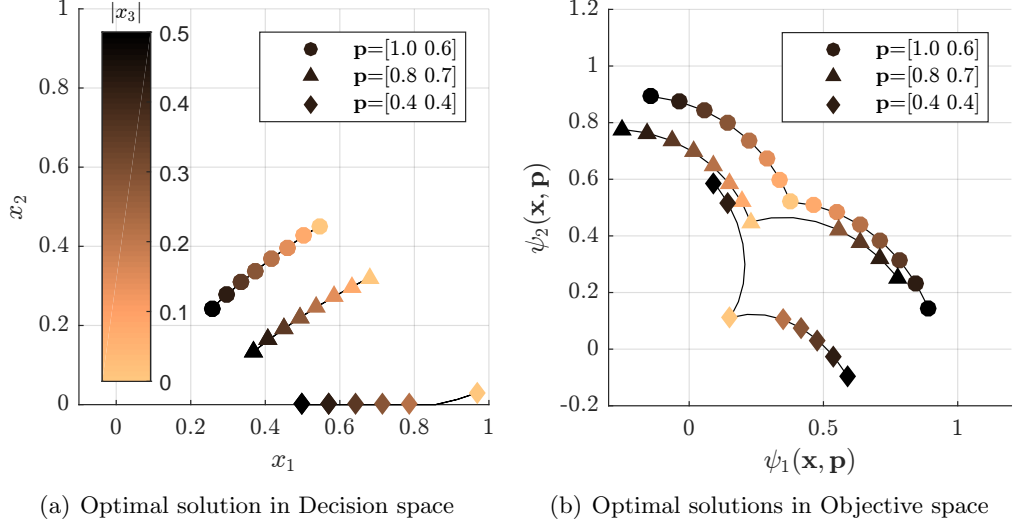 |x₃|
1
0.8
0.6
0.4
0.2
0
x₂
0.5
0.4
0.3
0.2
0.1
0
p=[1.0 0.6]
p=[0.8 0.7]
p=[0.4 0.4]
0 0.2 0.4 0.6 0.8 1
x₁
(a) Optimal solution in Decision space
1.2
1
0.8
0.6
0.4
0.2
0
-0.2
ψ₂(x, p)
p=[1.0 0.6]
p=[0.8 0.7]
p=[0.4 0.4]
0 0.5 1
ψ₁(x, p)
(b) Optimal solutions in Objective space